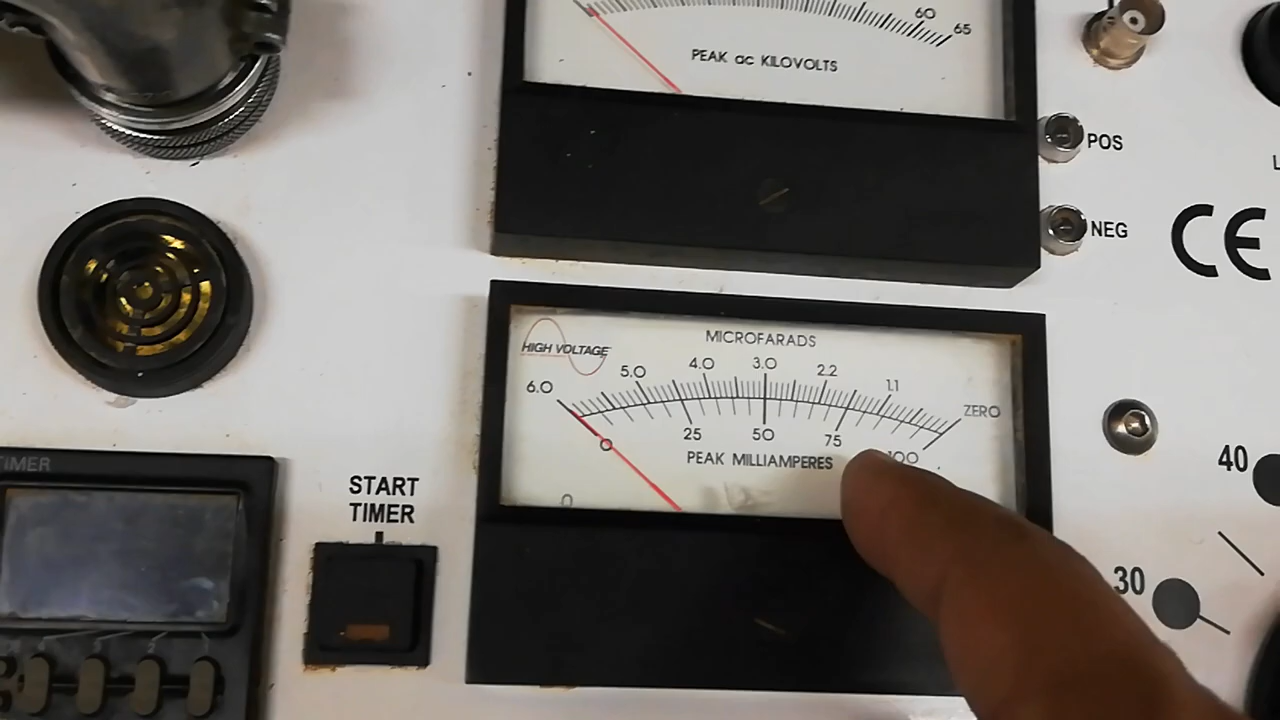 60
65
PEAK ac KILOVOLTS
POS
NEG
CE
HIGH VOLTAGE
MICROFARADS
6.0 5.0 4.0 3.0 2.2 1.1 ZERO
0 25 50 75 100
PEAK MILLIAMPERES
0
TIMER
START
TIMER
40
30
L